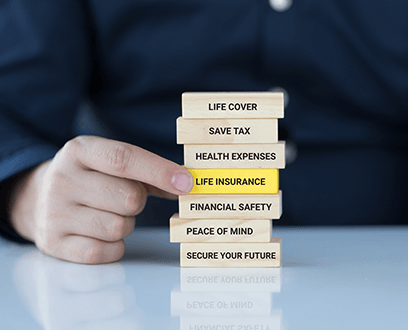 LIFE COVER
SAVE TAX
HEALTH EXPENSES
LIFE INSURANCE
FINANCIAL SAFETY
PEACE OF MIND
SECURE YOUR FUTURE